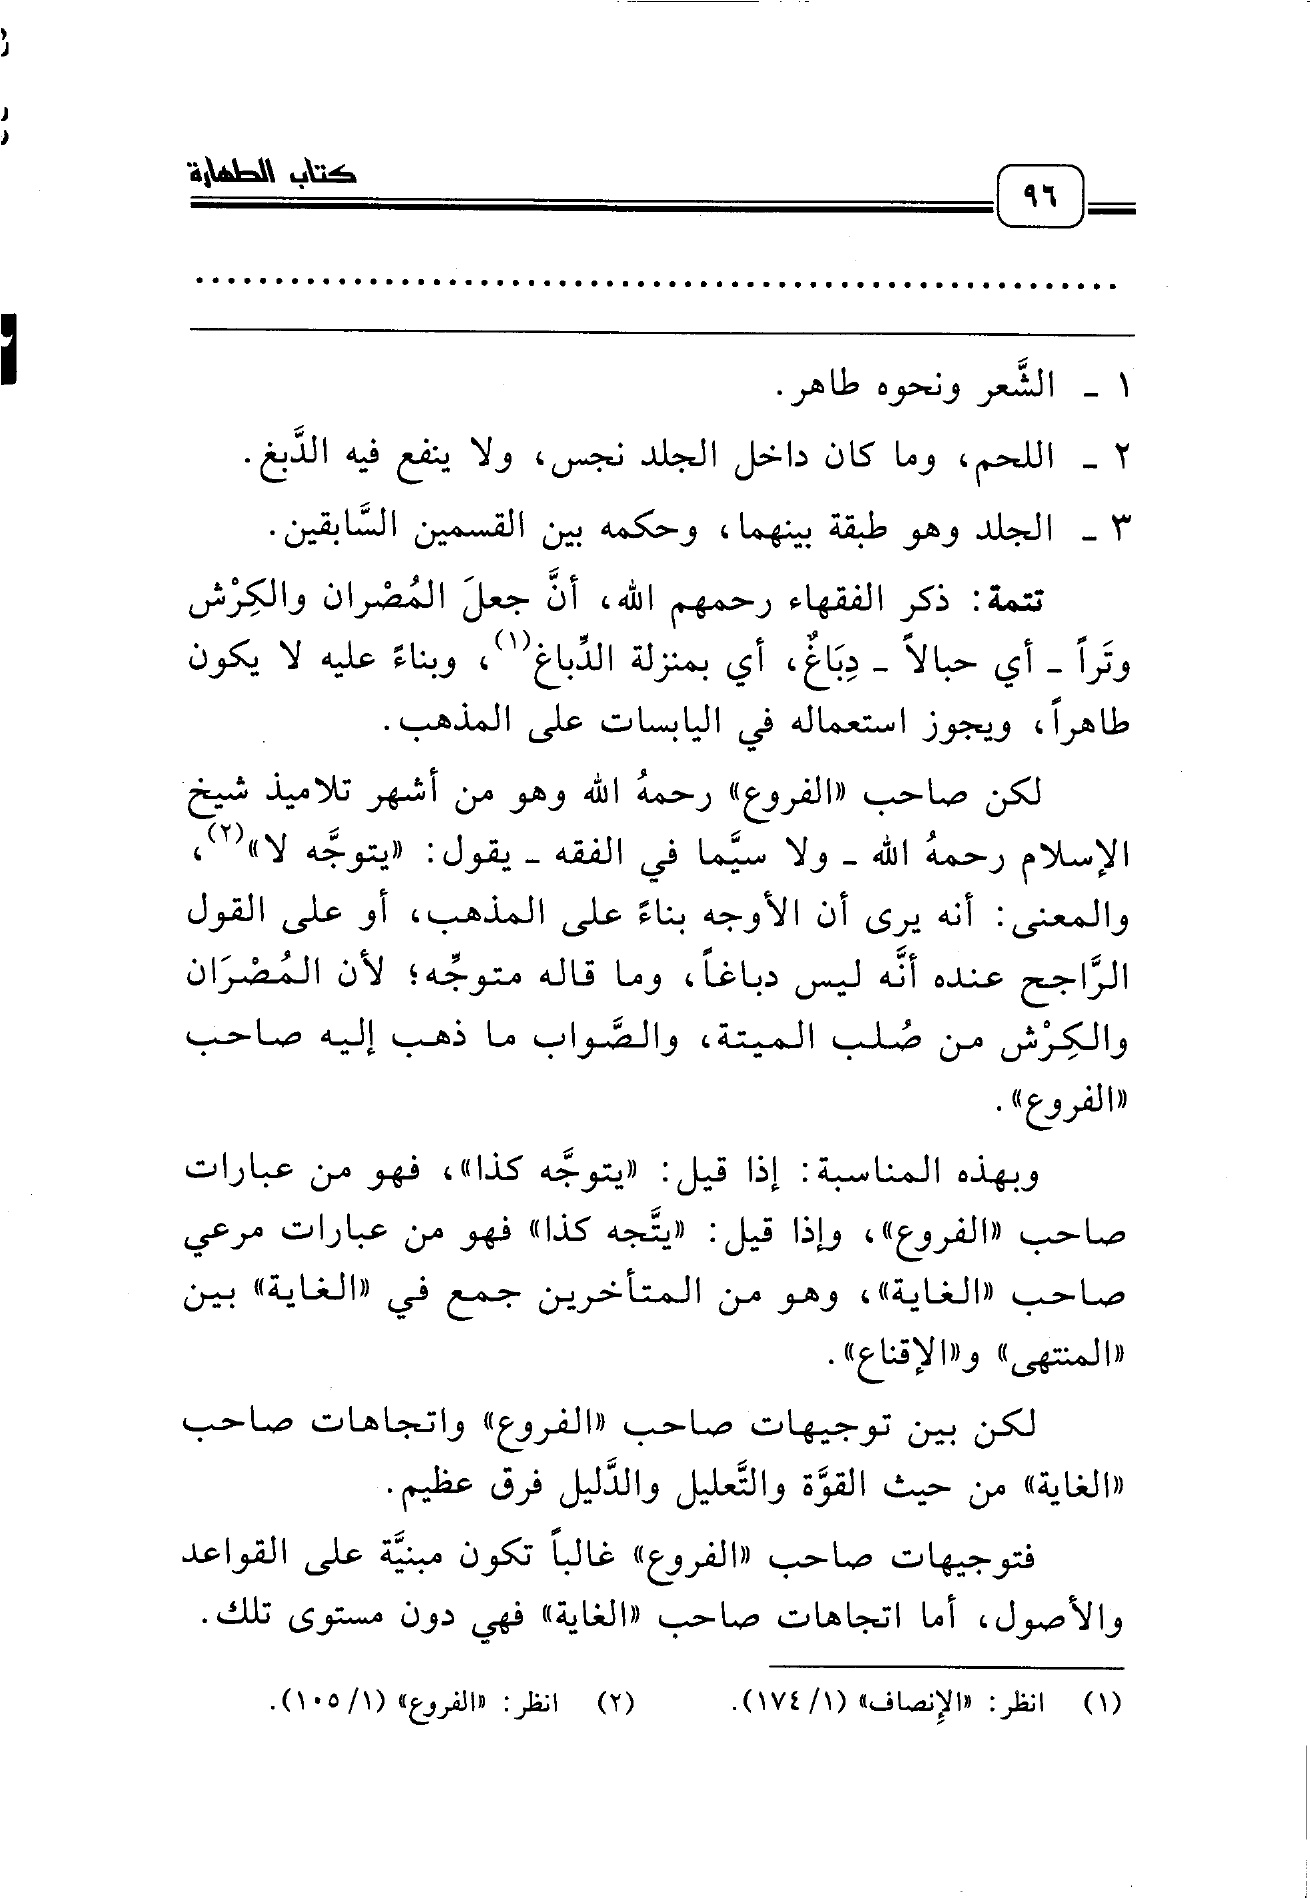 كتاب الطهارة
٩٦
١ ـ الشَّعر ونحوه طاهر.
٢ ـ اللحم، وما كان داخل الجلد نجس، ولا ينفع فيه الدَّبغ.
٣ ـ الجلد وهو طبقة بينهما، وحكمه بين القسمين السَّابقين.
تتمة: ذكر الفقهاء رحمهم الله، أنَّ جعلَ المُصْران والكِرْش
وتَراً ـ أي حبالاً ـ دِبَاغٌ، أي بمنزلة الدِّباغ(١)، وبناءً عليه لا يكون
طاهراً، ويجوز استعماله في اليابسات على المذهب.
لكن صاحب «الفروع» رحمهُ الله وهو من أشهر تلاميذ شيخ
الإسلام رحمهُ الله ـ ولا سيَّما في الفقه ـ يقول: «يتوجَّه لا»(٢)،
والمعنى: أنه يرى أن الأوجه بناءً على المذهب، أو على القول
الرَّاجح عنده أنَّه ليس دباغاً، وما قاله متوجِّه؛ لأن المُصْرَان
والكِرْش من صُلب الميتة، والصَّواب ما ذهب إليه صاحب
«الفروع».
وبهذه المناسبة: إذا قيل: «يتوجَّه كذا»، فهو من عبارات
صاحب «الفروع»، وإذا قيل: «يتَّجه كذا» فهو من عبارات مرعي
صاحب «الغاية»، وهو من المتأخرين جمع في «الغاية» بين
«المنتهى» و«الإقناع».
لكن بين توجيهات صاحب «الفروع» واتجاهات صاحب
«الغاية» من حيث القوَّة والتَّعليل والدَّليل فرق عظيم.
فتوجيهات صاحب «الفروع» غالباً تكون مبنيَّة على القواعد
والأصول، أما اتجاهات صاحب «الغاية» فهي دون مستوى تلك.
(١) انظر: «الإنصاف» (١/ ١٧٤). (٢) انظر: «الفروع» (١/ ١٠٥).